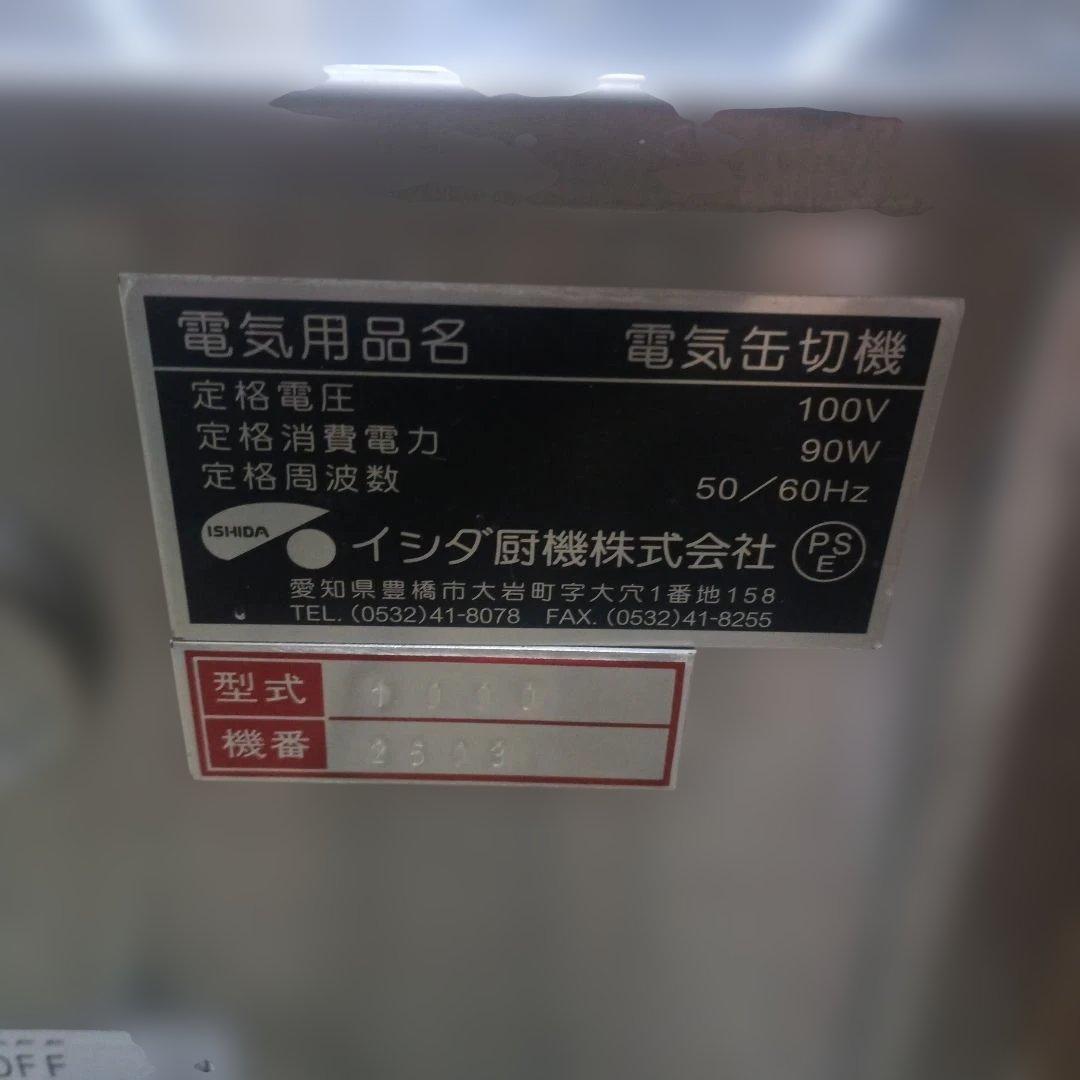 電気用品名 電気缶切機
定格電圧 100V
定格消費電力 90W
定格周波数 50／60Hz
ISHIDA イシダ厨機株式会社 PSE
愛知県豊橋市大岩町字大穴1番地158
TEL. (0532)41-8078 FAX. (0532)41-8255
型式
機番
OFF